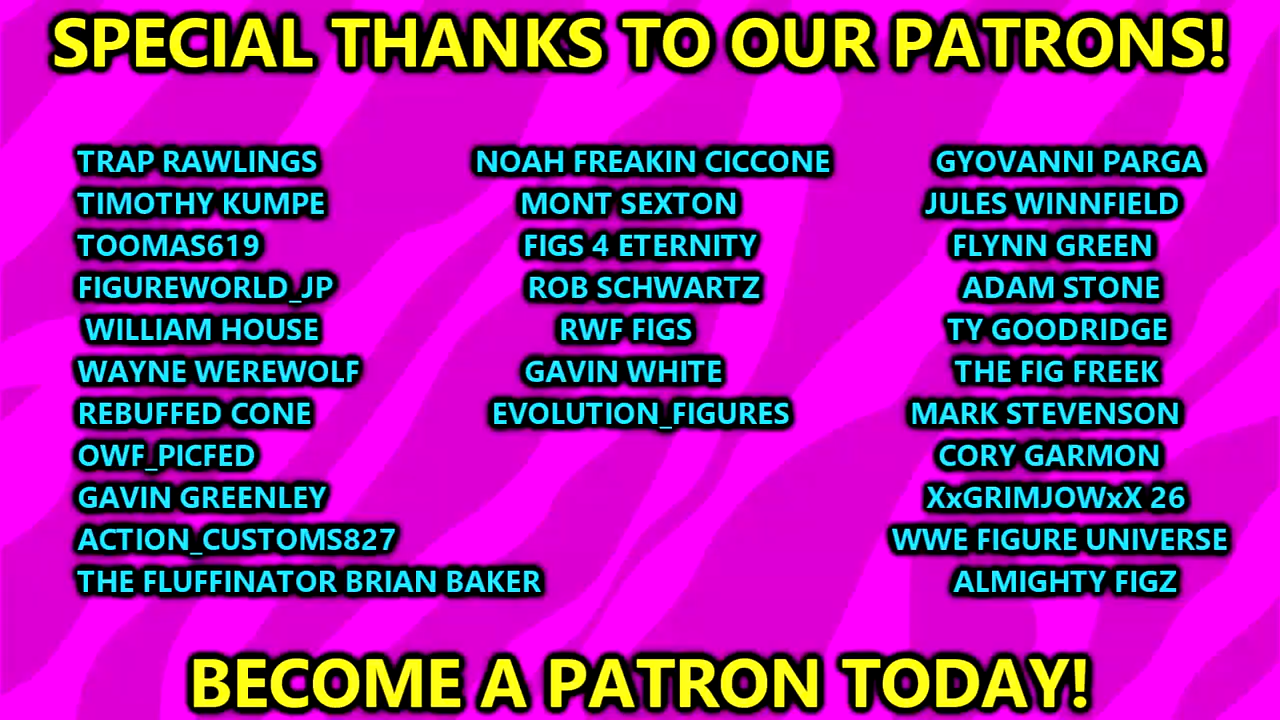 SPECIAL THANKS TO OUR PATRONS!
TRAP RAWLINGS
TIMOTHY KUMPE
TOOMAS619
FIGUREWORLD_JP
WILLIAM HOUSE
WAYNE WEREWOLF
REBUFFED CONE
OWF_PICFED
GAVIN GREENLEY
ACTION_CUSTOMS827
THE FLUFFINATOR BRIAN BAKER
NOAH FREAKIN CICCONE
MONT SEXTON
FIGS 4 ETERNITY
ROB SCHWARTZ
RWF FIGS
GAVIN WHITE
EVOLUTION_FIGURES
GYOVANNI PARGA
JULES WINNFIELD
FLYNN GREEN
ADAM STONE
TY GOODRIDGE
THE FIG FREEK
MARK STEVENSON
CORY GARMON
XxGRIMJOWxX 26
WWE FIGURE UNIVERSE
ALMIGHTY FIGZ
BECOME A PATRON TODAY!